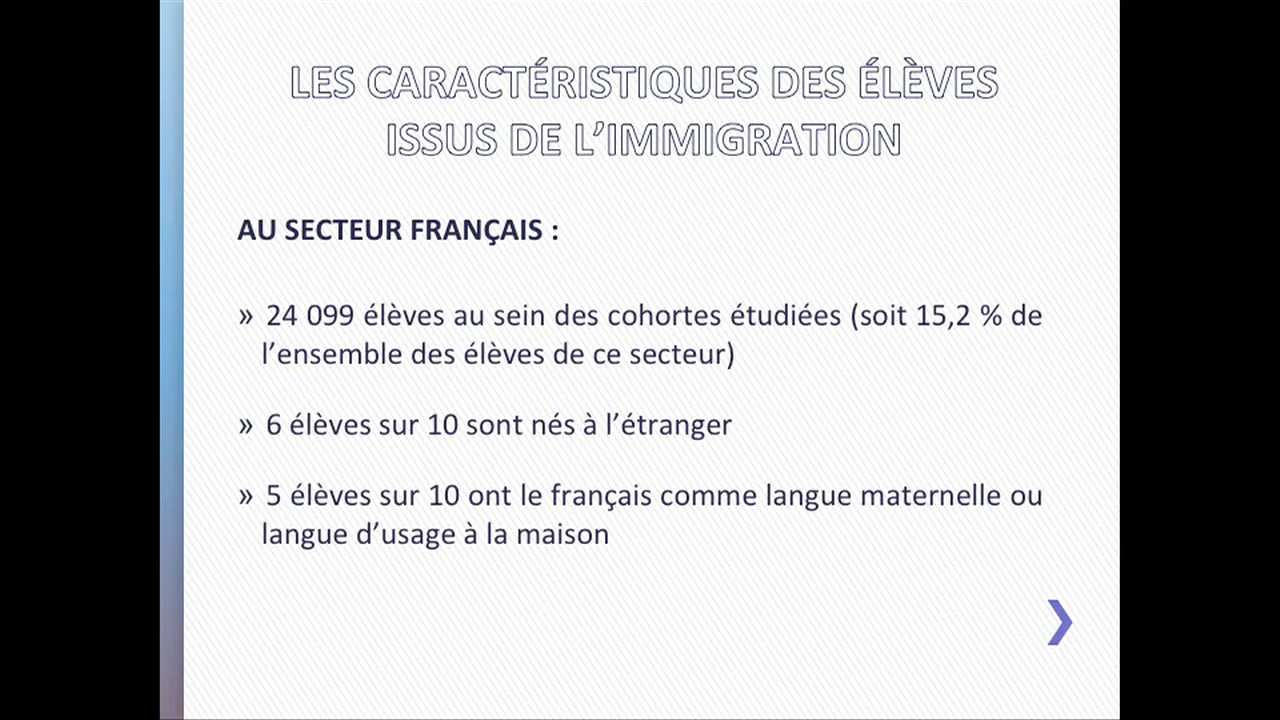 LES CARACTÉRISTIQUES DES ÉLÈVES
ISSUS DE L’IMMIGRATION
AU SECTEUR FRANÇAIS :
» 24 099 élèves au sein des cohortes étudiées (soit 15,2 % de
l’ensemble des élèves de ce secteur)
» 6 élèves sur 10 sont nés à l’étranger
» 5 élèves sur 10 ont le français comme langue maternelle ou
langue d’usage à la maison